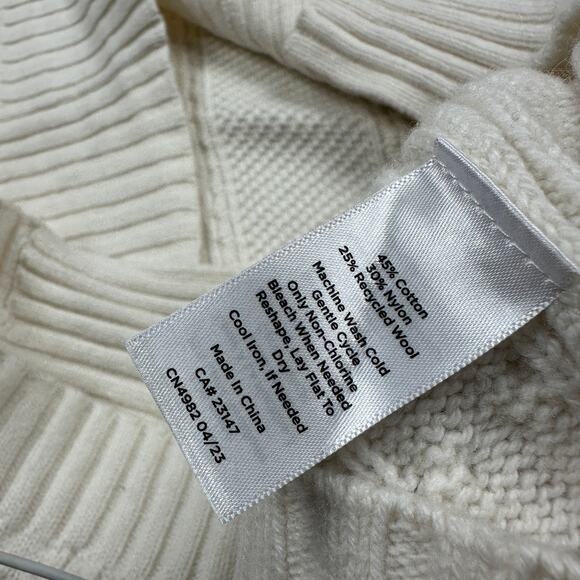 45% Cotton
30% Nylon
25% Recycled Wool
Machine Wash Cold
Gentle Cycle
Only Non-Chlorine
Bleach When Needed
Reshape, Lay Flat To
Dry
Cool Iron, If Needed
Made In China
CA# 23147
CN4982 04/23